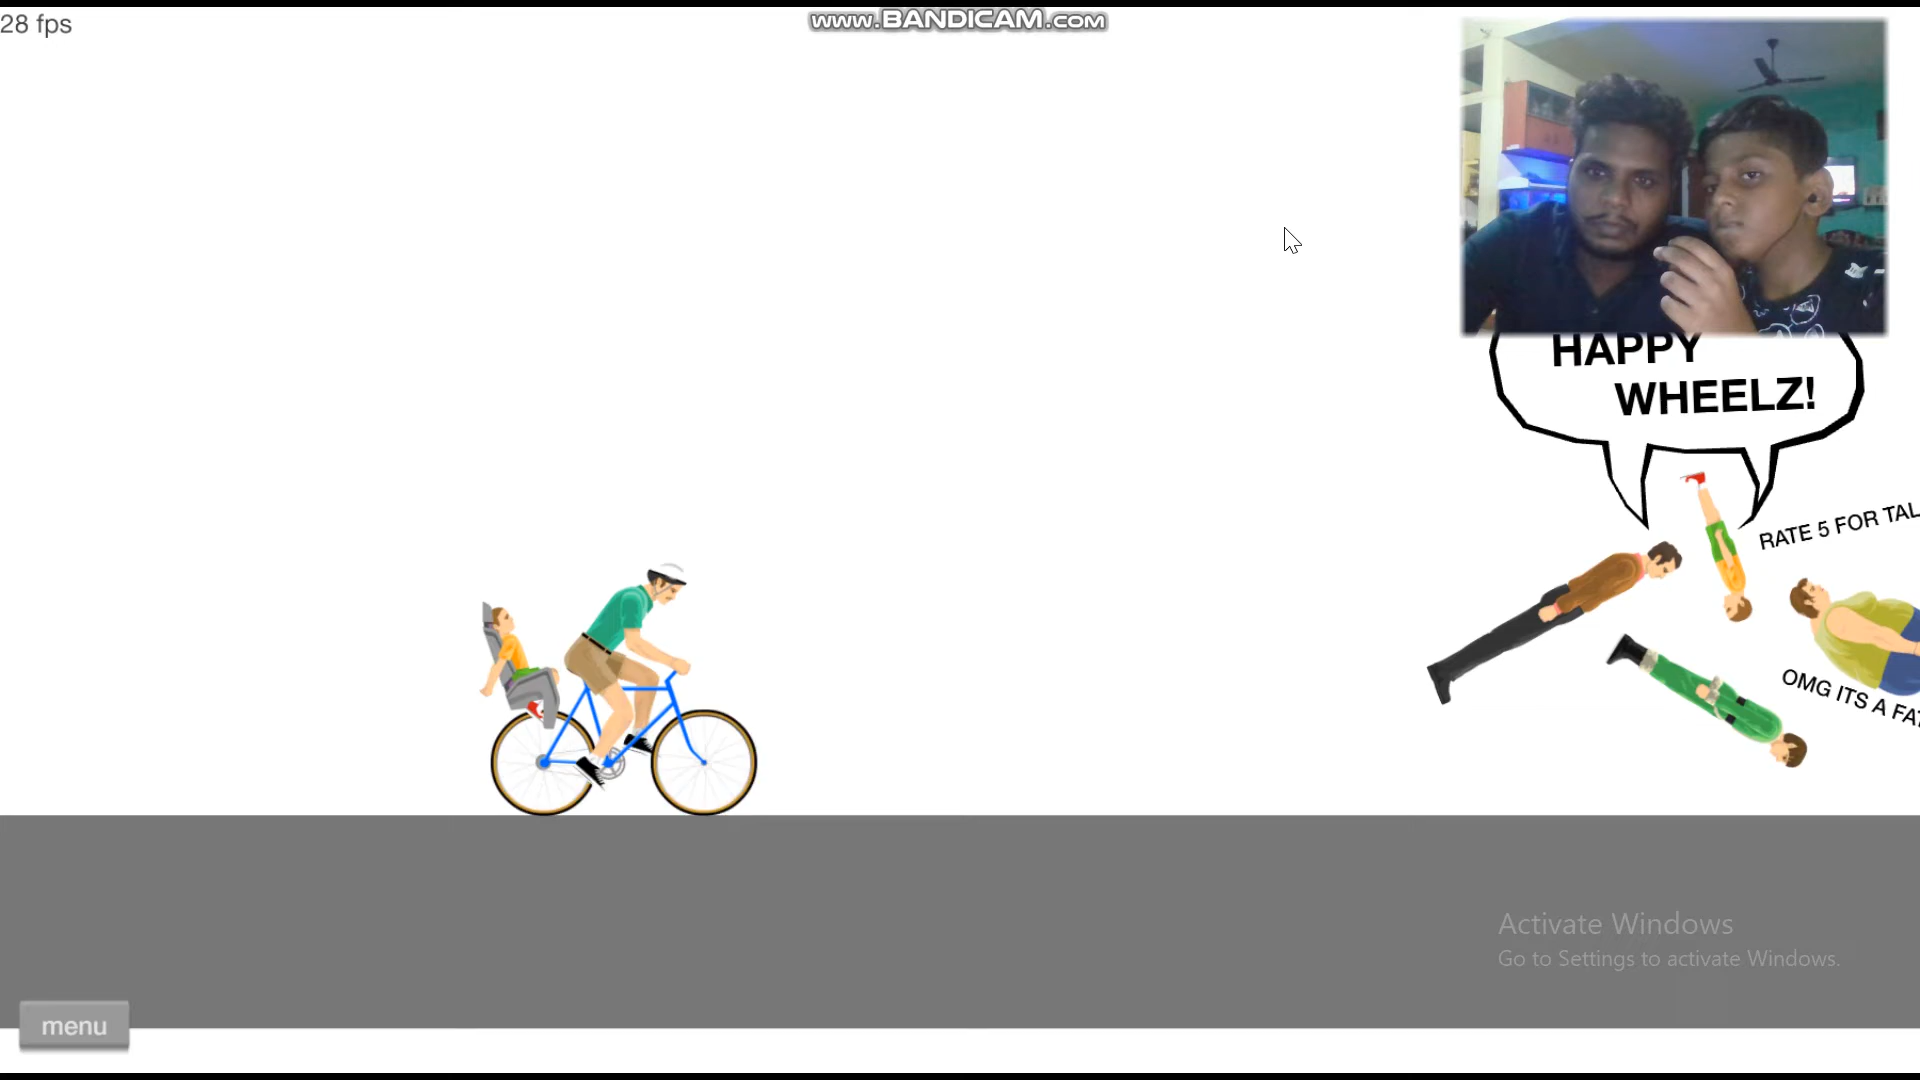 28 fps
WWW.BANDICAM.COM
HAPPY
WHEELZ!
RATE 5 FOR TAL
OMG ITS A FAT
Activate Windows
Go to Settings to activate Windows.
menu